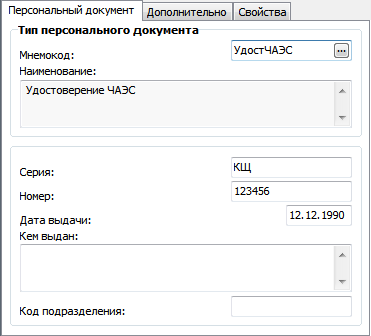 Персональный документ Дополнительно Свойства
Тип персонального документа
Мнемокод: УдостЧАЭС ...
Наименование:
Удостоверение ЧАЭС
Серия: КЩ
Номер: 123456
Дата выдачи: 12.12.1990
Кем выдан:
Код подразделения: